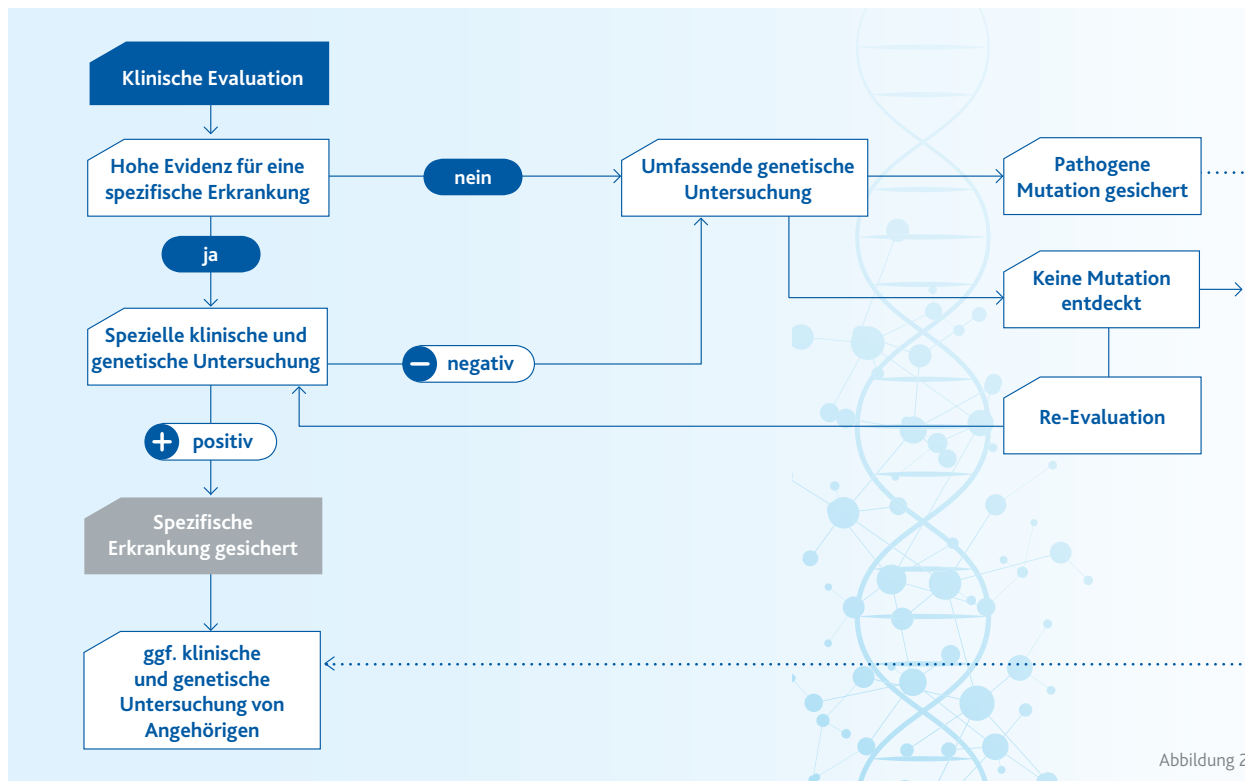 Klinische Evaluation
Hohe Evidenz für eine
spezifische Erkrankung
nein
Umfassende genetische
Untersuchung
Pathogene
Mutation gesichert
ja
Keine Mutation
entdeckt
Spezielle klinische und
genetische Untersuchung
negativ
Re-Evaluation
positiv
Spezifische
Erkrankung gesichert
ggf. klinische
und genetische
Untersuchung von
Angehörigen
Abbildung 2